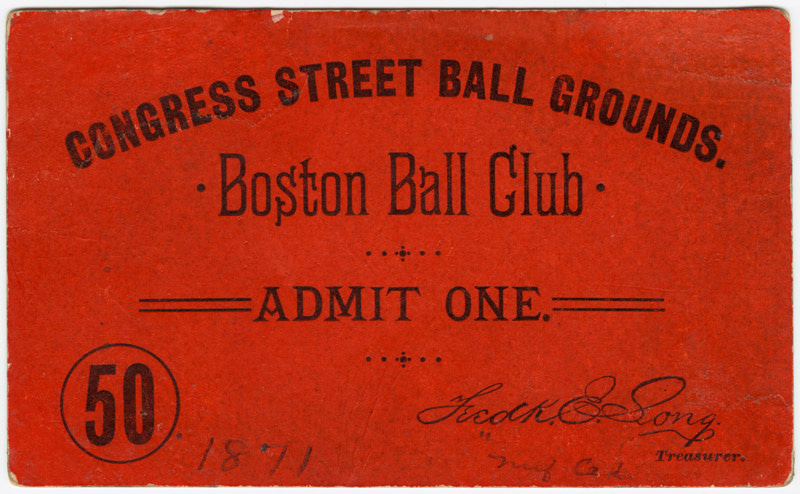 CONGRESS STREET BALL GROUNDS.
· Boston Ball Club ·
ADMIT ONE.
50
Fredk. E. Long.
Treasurer.
1871